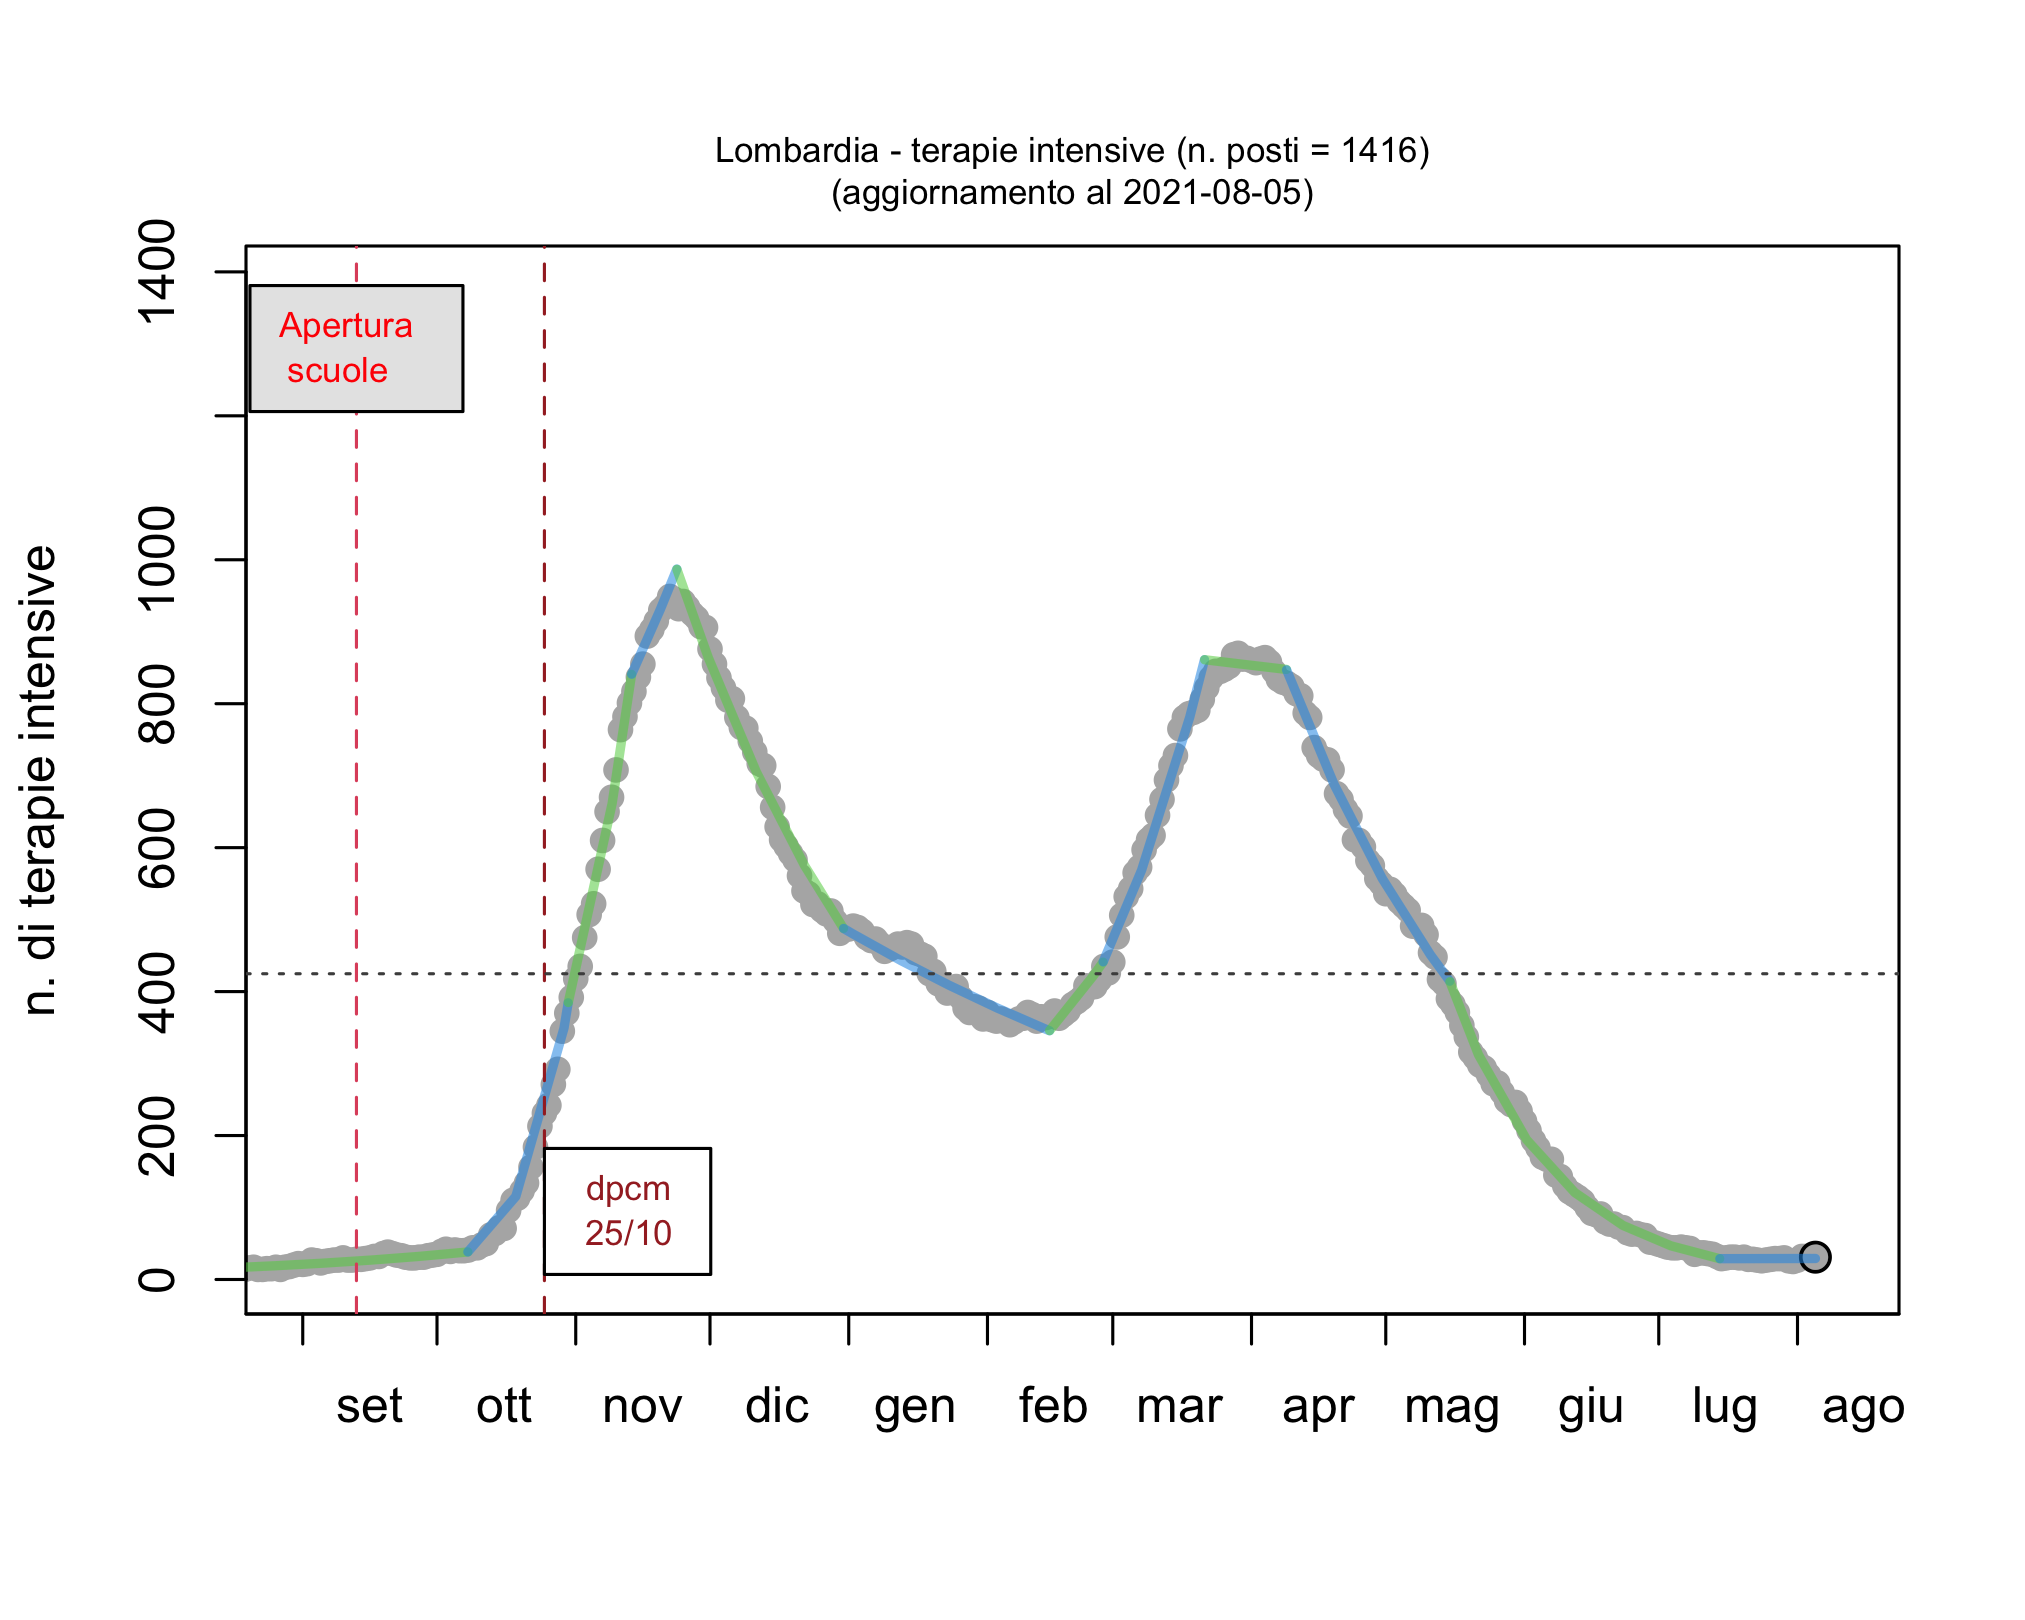 Lombardia - terapie intensive (n. posti = 1416)
(aggiornamento al 2021-08-05)
n. di terapie intensive
1400
1000
800
600
400
200
0
Apertura
scuole
dpcm
25/10
set ott nov dic gen feb mar apr mag giu lug ago